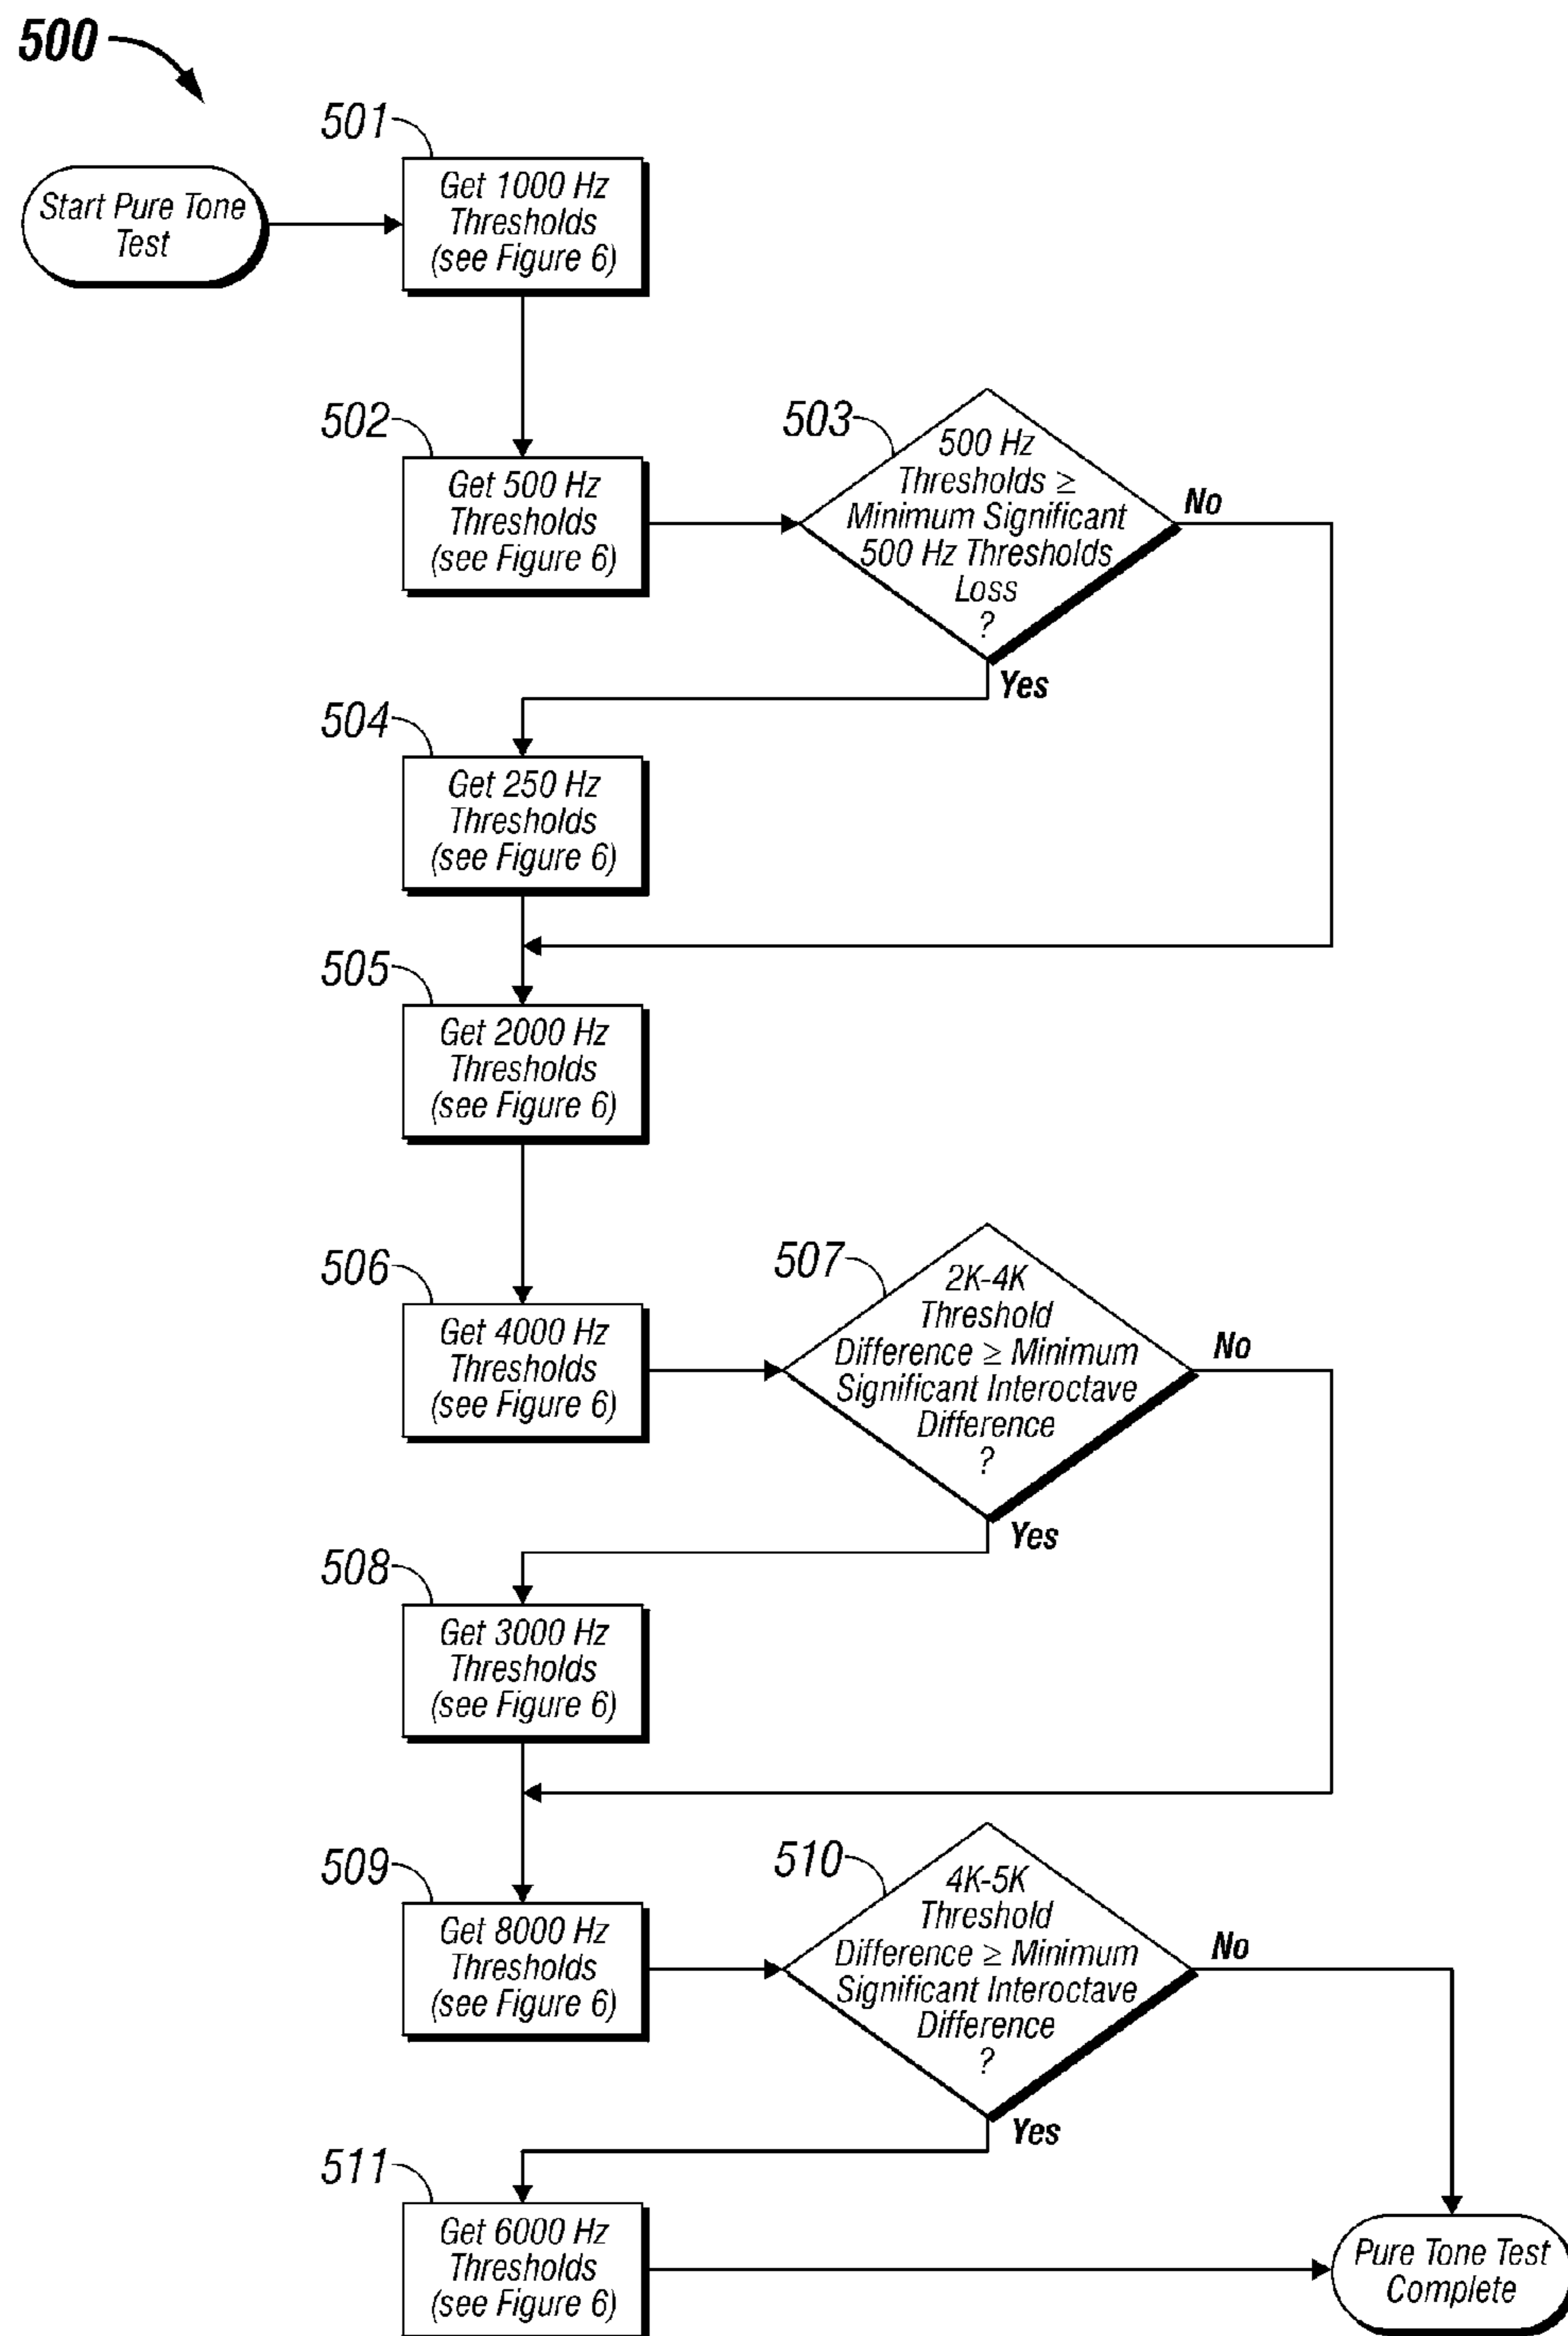 500
501
Start Pure Tone
Test
Get 1000 Hz
Thresholds
(see Figure 6)
502
Get 500 Hz
Thresholds
(see Figure 6)
503
500 Hz
Thresholds ≥
Minimum Significant
500 Hz Thresholds
Loss
?
No
Yes
504
Get 250 Hz
Thresholds
(see Figure 6)
505
Get 2000 Hz
Thresholds
(see Figure 6)
506
Get 4000 Hz
Thresholds
(see Figure 6)
507
2K-4K
Threshold
Difference ≥ Minimum
Significant Interoctave
Difference
?
No
Yes
508
Get 3000 Hz
Thresholds
(see Figure 6)
509
Get 8000 Hz
Thresholds
(see Figure 6)
510
4K-5K
Threshold
Difference ≥ Minimum
Significant Interoctave
Difference
?
No
Yes
511
Get 6000 Hz
Thresholds
(see Figure 6)
Pure Tone Test
Complete